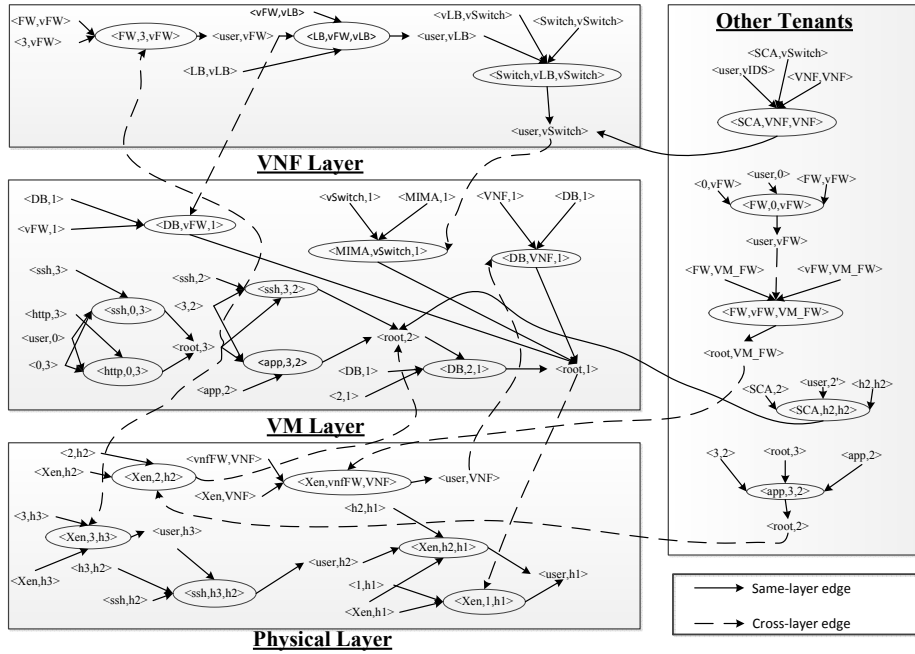 <FW,vFW>
<3,vFW>
<FW,3,vFW>
<user,vFW>
<vFW,vLB>
<LB,vFW,vLB>
<LB,vLB>
<user,vLB>
<vLB,vSwitch>
<Switch,vSwitch>
<Switch,vLB,vSwitch>
<user,vSwitch>
VNF Layer
<DB,1>
<vFW,1>
<DB,vFW,1>
<vSwitch,1>
<MIMA,1>
<MIMA,vSwitch,1>
<VNF,1>
<DB,1>
<DB,VNF,1>
<ssh,3>
<ssh,0,3>
<http,3>
<user,0>
<0,3>
<http,0,3>
<root,3>
<ssh,2>
<3,2>
<ssh,3,2>
<app,3,2>
<app,2>
<root,2>
<DB,1>
<2,1>
<DB,2,1>
<root,1>
VM Layer
<2,h2>
<Xen,h2>
<Xen,2,h2>
<vnfFW,VNF>
<Xen,VNF>
<Xen,vnfFW,VNF>
<user,VNF>
<3,h3>
<Xen,3,h3>
<Xen,h3>
<user,h3>
<h3,h2>
<ssh,h2>
<ssh,h3,h2>
<user,h2>
<h2,h1>
<Xen,h2,h1>
<1,h1>
<Xen,h1>
<Xen,1,h1>
<user,h1>
Physical Layer
Other Tenants
<SCA,vSwitch>
<user,vIDS>
<VNF,VNF>
<SCA,VNF,VNF>
<user,0>
<0,vFW>
<FW,vFW>
<FW,0,vFW>
<user,vFW>
<FW,VM_FW>
<vFW,VM_FW>
<FW,vFW,VM_FW>
<root,VM_FW>
<SCA,2>
<user,2'>
<h2,h2>
<SCA,h2,h2>
<3,2>
<root,3>
<app,2>
<app,3,2>
<root,2>
Same-layer edge
Cross-layer edge